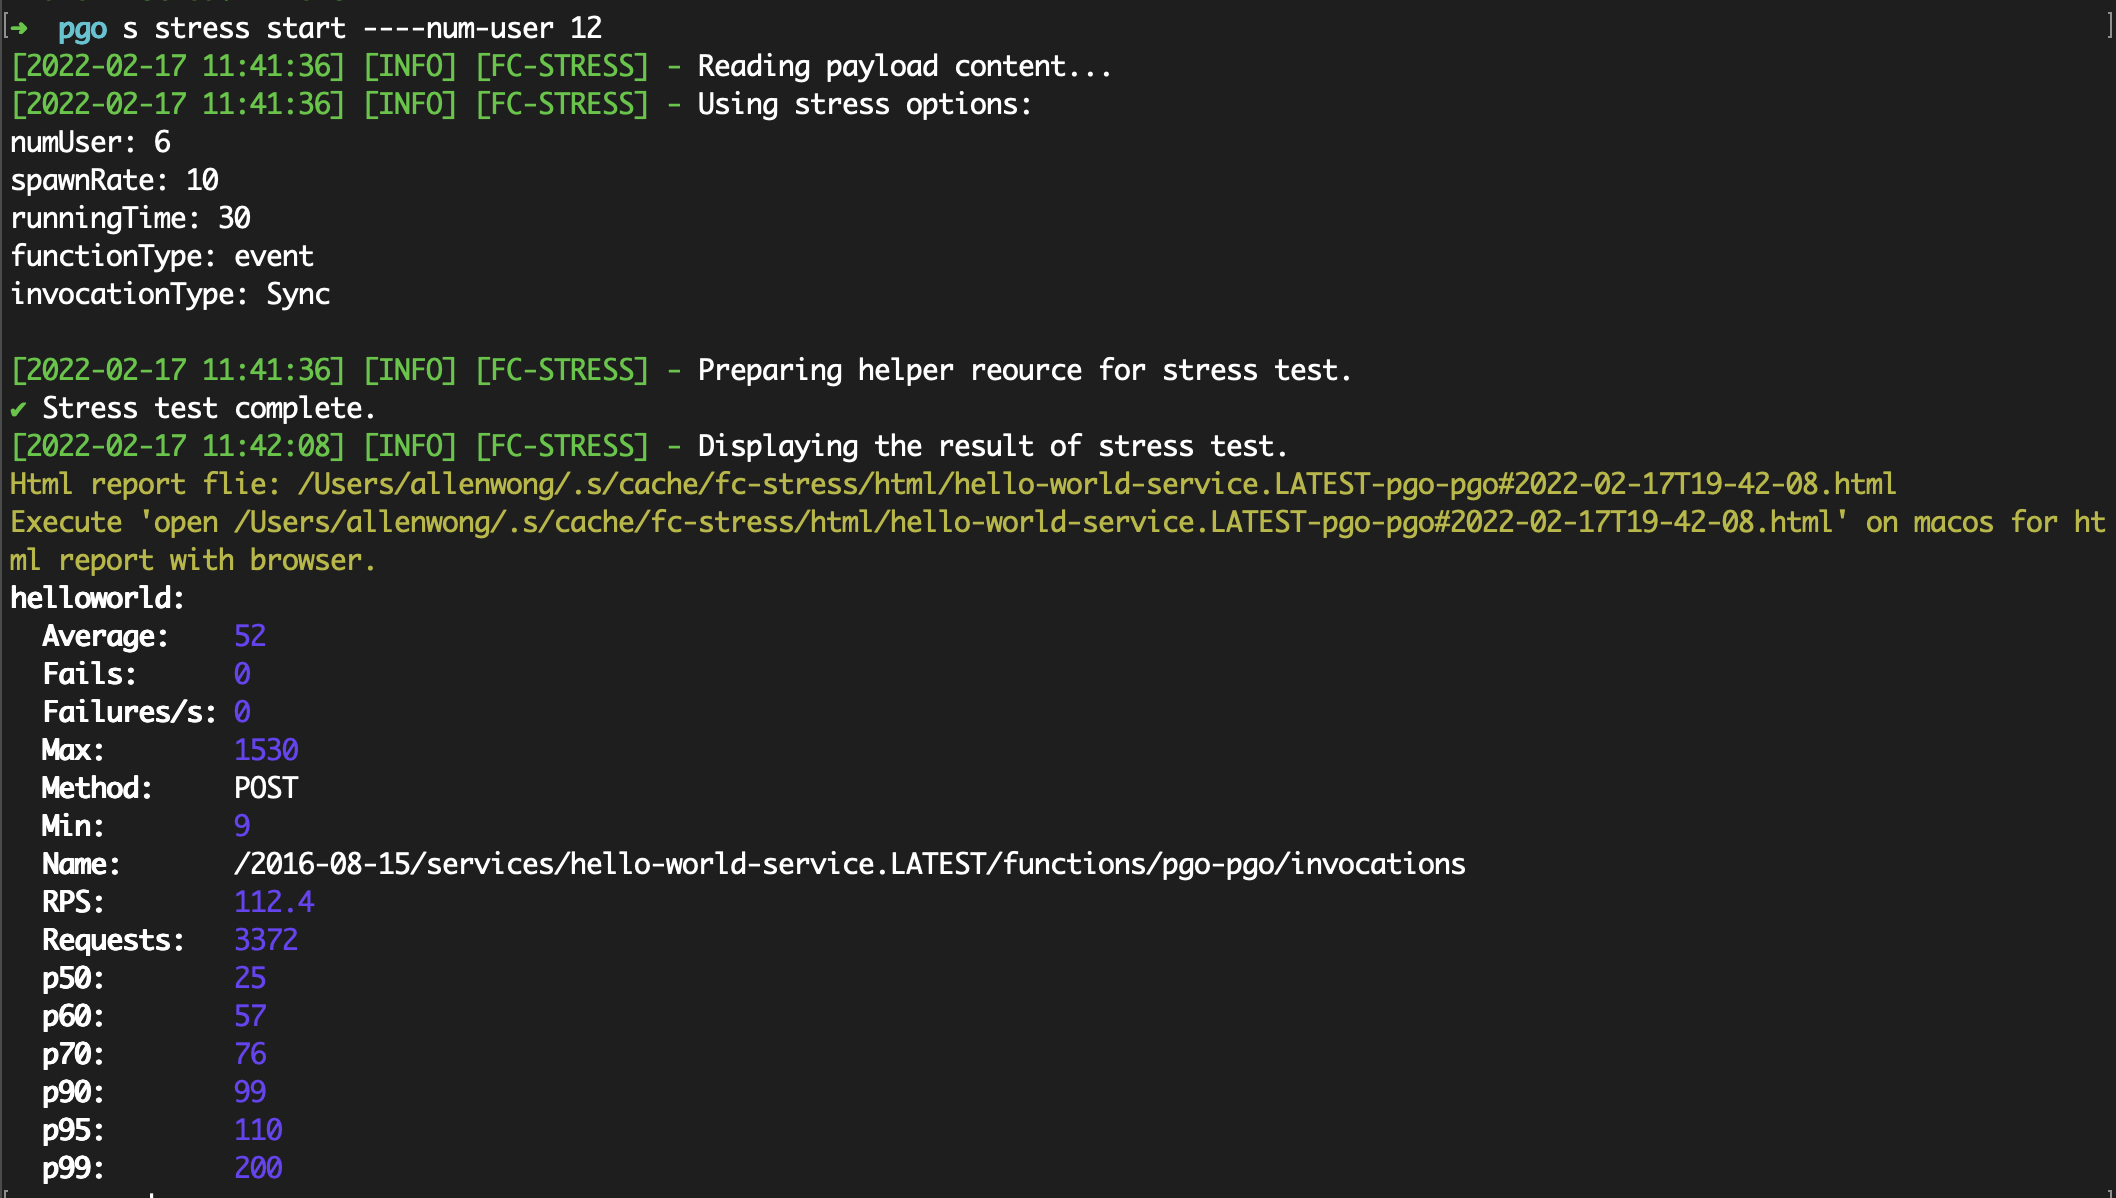 ➜  pgo s stress start ----num-user 12
[2022-02-17 11:41:36] [INFO] [FC-STRESS] - Reading payload content...
[2022-02-17 11:41:36] [INFO] [FC-STRESS] - Using stress options:
numUser: 6
spawnRate: 10
runningTime: 30
functionType: event
invocationType: Sync
[2022-02-17 11:41:36] [INFO] [FC-STRESS] - Preparing helper reource for stress test.
✔ Stress test complete.
[2022-02-17 11:42:08] [INFO] [FC-STRESS] - Displaying the result of stress test.
Html report flie: /Users/allenwong/.s/cache/fc-stress/html/hello-world-service.LATEST-pgo-pgo#2022-02-17T19-42-08.html
Execute 'open /Users/allenwong/.s/cache/fc-stress/html/hello-world-service.LATEST-pgo-pgo#2022-02-17T19-42-08.html' on macos for ht
ml report with browser.
helloworld:
  Average:    52
  Fails:      0
  Failures/s: 0
  Max:        1530
  Method:     POST
  Min:        9
  Name:       /2016-08-15/services/hello-world-service.LATEST/functions/pgo-pgo/invocations
  RPS:        112.4
  Requests:   3372
  p50:        25
  p60:        57
  p70:        76
  p90:        99
  p95:        110
  p99:        200